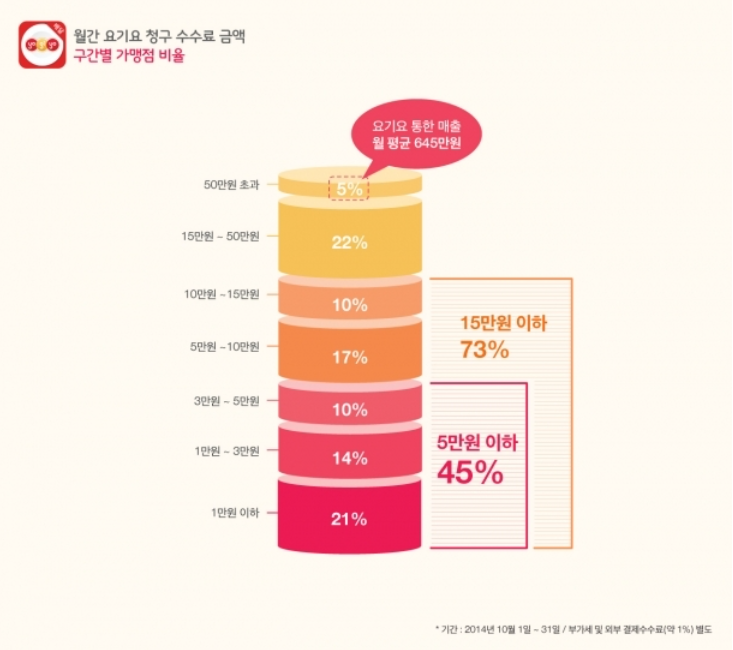 월간 요기요 청구 수수료 금액
구간별 가맹점 비율
요기요 통한 매출
월 평균 645만원
50만원 초과
5%
15만원 ~ 50만원
22%
10만원 ~15만원
10%
15만원 이하
73%
5만원 ~10만원
17%
3만원 ~ 5만원
10%
5만원 이하
45%
1만원 ~ 3만원
14%
1만원 이하
21%
* 기간 : 2014년 10월 1일 ~ 31일 / 부가세 및 외부 결제수수료(약 1%) 별도